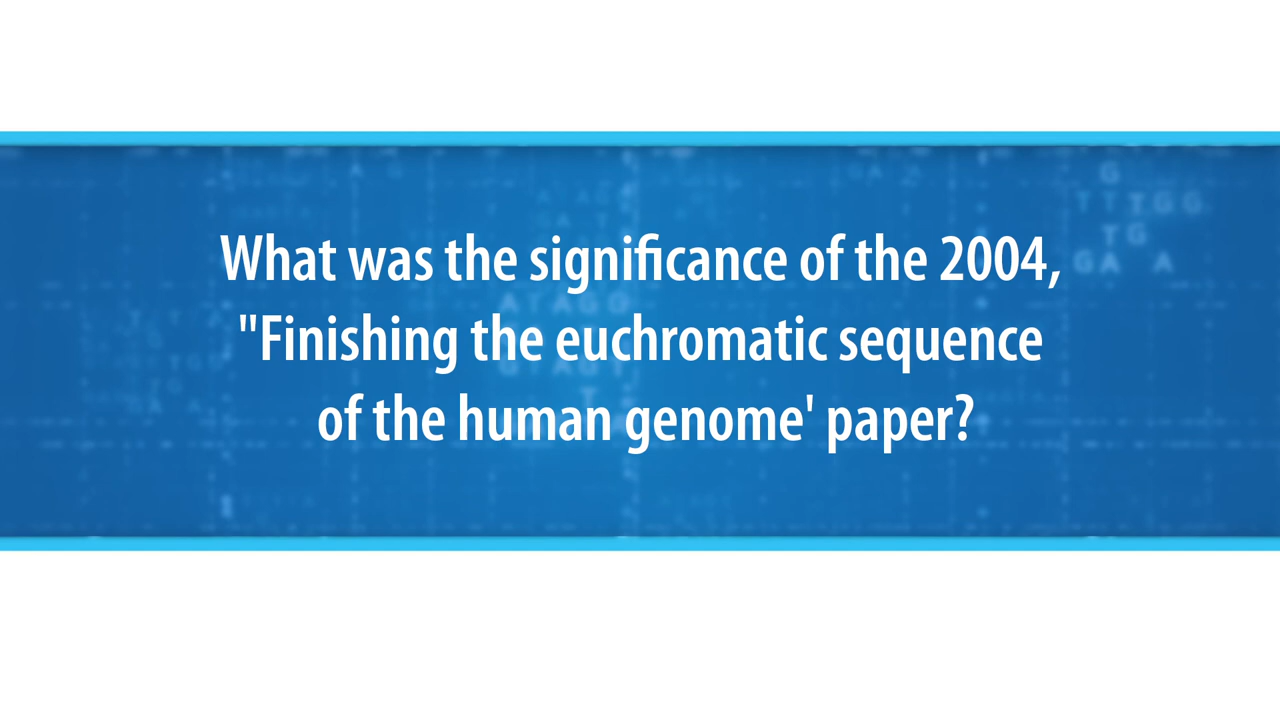 What was the significance of the 2004,
"Finishing the euchromatic sequence
of the human genome' paper?